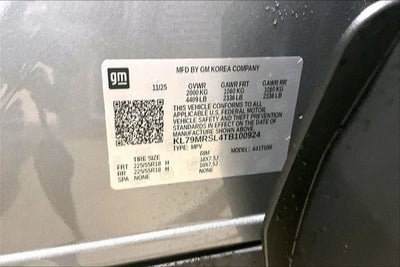 gm
MFD BY GM KOREA COMPANY
11/25 GVWR GAWR FRT GAWR RR
2000 KG 1060 KG 1060 KG
4409 LB 2336 LB 2336 LB
THIS VEHICLE CONFORMS TO ALL
APPLICABLE U.S. FEDERAL MOTOR
VEHICLE SAFETY AND THEFT PREVENTION
STANDARDS IN EFFECT ON THE DATE OF
MANUFACTURE SHOWN ABOVE
KL79MRSL4TB100924
TYPE: MPV MODEL: 4417U56
TIRE SIZE RIM
FRT 225/55R18 H 18X7.5J
RR 225/55R18 H 18X7.5J
SPA NONE NONE